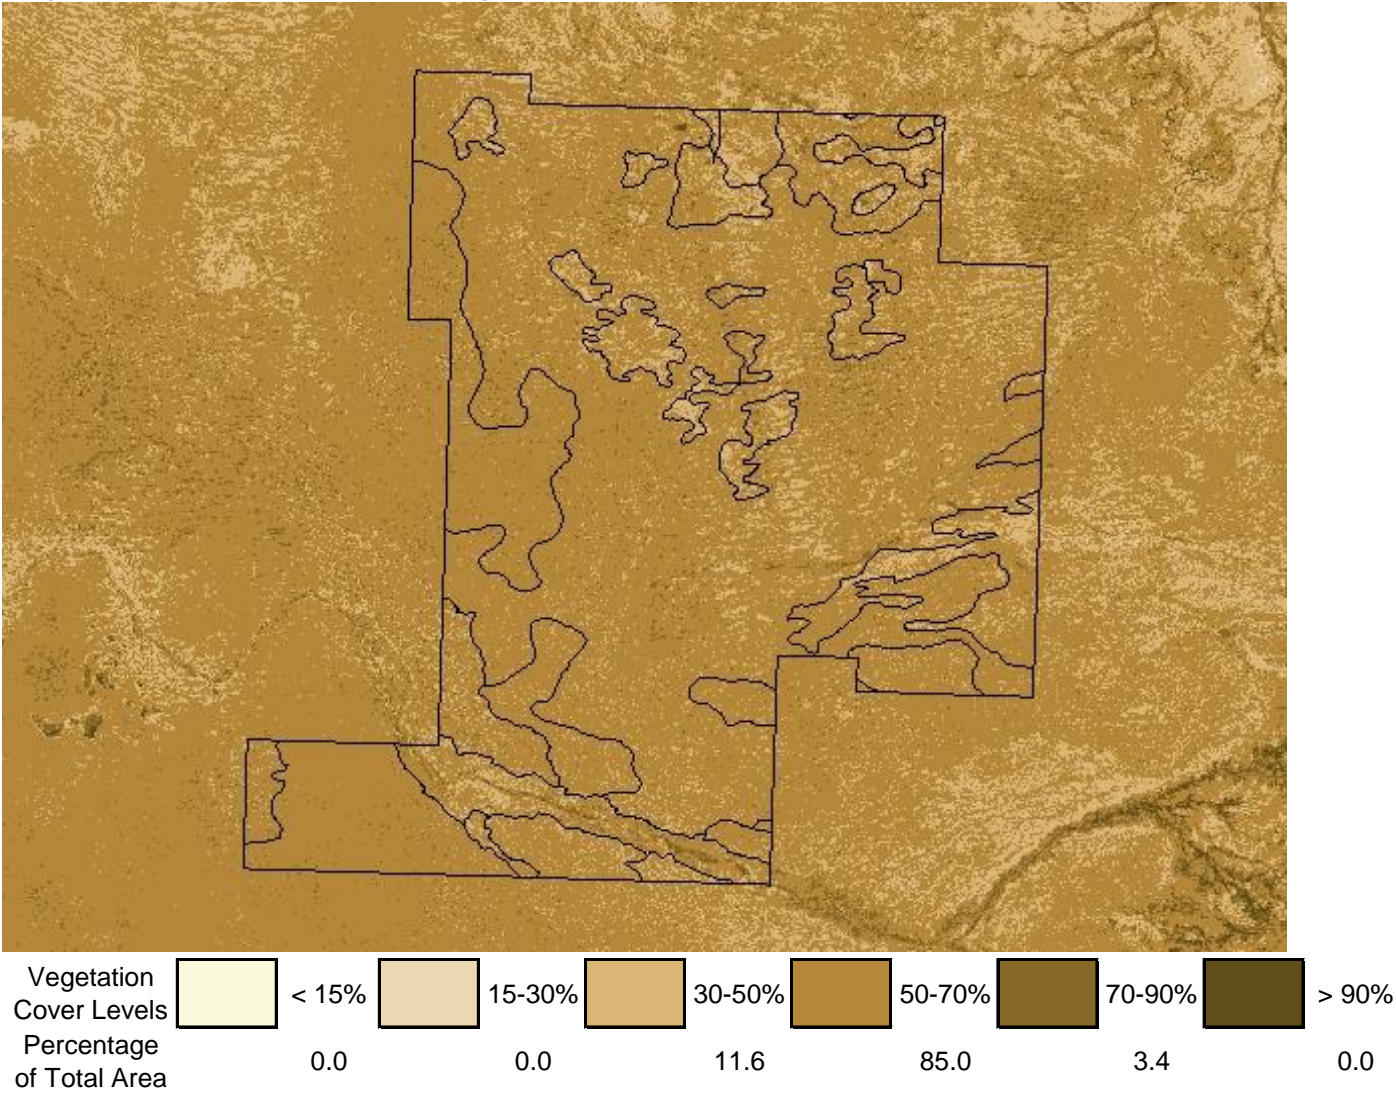 Vegetation
Cover Levels
< 15% 15-30% 30-50% 50-70% 70-90% > 90%
Percentage
of Total Area
0.0 0.0 11.6 85.0 3.4 0.0